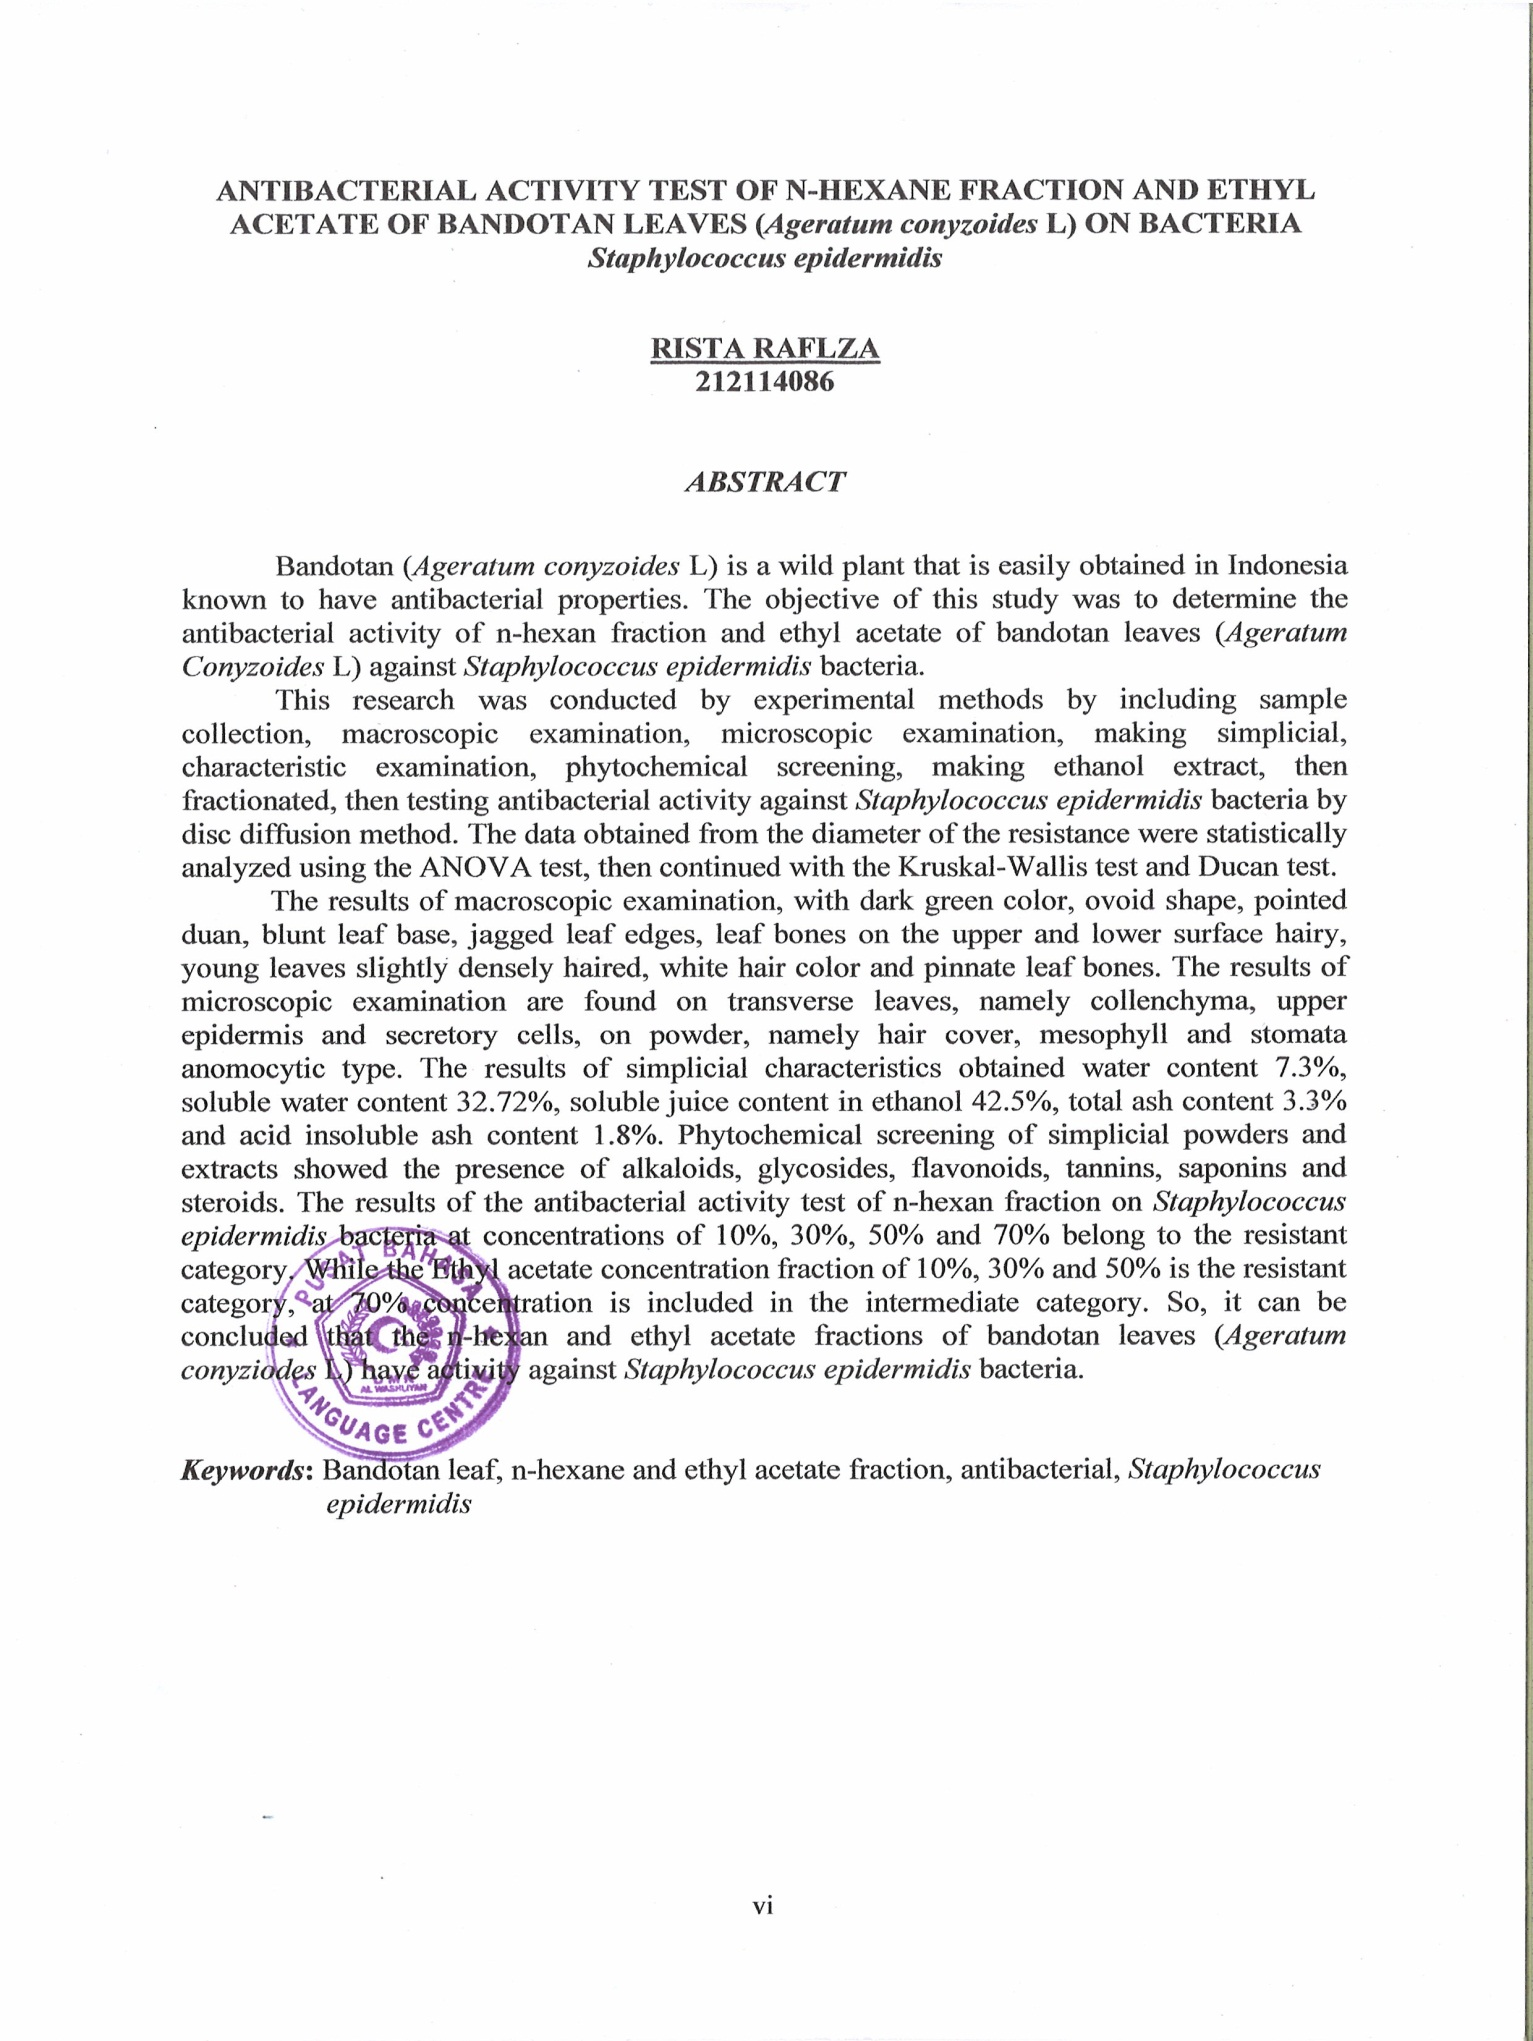 ANTIBACTERIAL ACTIVITY TEST OF N-HEXANE FRACTION AND ETHYL
ACETATE OF BANDOTAN LEAVES (Ageratum conyzoides L) ON BACTERIA
Staphylococcus epidermidis
RISTA RAFLZA
212114086
ABSTRACT
Bandotan (Ageratum conyzoides L) is a wild plant that is easily obtained in Indonesia
known to have antibacterial properties. The objective of this study was to determine the
antibacterial activity of n-hexan fraction and ethyl acetate of bandotan leaves (Ageratum
Conyzoides L) against Staphylococcus epidermidis bacteria.
This research was conducted by experimental methods by including sample
collection, macroscopic examination, microscopic examination, making simplicial,
characteristic examination, phytochemical screening, making ethanol extract, then
fractionated, then testing antibacterial activity against Staphylococcus epidermidis bacteria by
disc diffusion method. The data obtained from the diameter of the resistance were statistically
analyzed using the ANOVA test, then continued with the Kruskal-Wallis test and Ducan test.
The results of macroscopic examination, with dark green color, ovoid shape, pointed
duan, blunt leaf base, jagged leaf edges, leaf bones on the upper and lower surface hairy,
young leaves slightly densely haired, white hair color and pinnate leaf bones. The results of
microscopic examination are found on transverse leaves, namely collenchyma, upper
epidermis and secretory cells, on powder, namely hair cover, mesophyll and stomata
anomocytic type. The results of simplicial characteristics obtained water content 7.3%,
soluble water content 32.72%, soluble juice content in ethanol 42.5%, total ash content 3.3%
and acid insoluble ash content 1.8%. Phytochemical screening of simplicial powders and
extracts showed the presence of alkaloids, glycosides, flavonoids, tannins, saponins and
steroids. The results of the antibacterial activity test of n-hexan fraction on Staphylococcus
epidermidis bacteria at concentrations of 10%, 30%, 50% and 70% belong to the resistant
category. While the Ethyl acetate concentration fraction of 10%, 30% and 50% is the resistant
category, at 70% concentration is included in the intermediate category. So, it can be
concluded that the n-hexan and ethyl acetate fractions of bandotan leaves (Ageratum
conyziodes L) have activity against Staphylococcus epidermidis bacteria.
PUSAT BAHASA
UMN
AL WASHLIYAH
LANGUAGE CENTRE
Keywords: Bandotan leaf, n-hexane and ethyl acetate fraction, antibacterial, Staphylococcus
epidermidis
vi